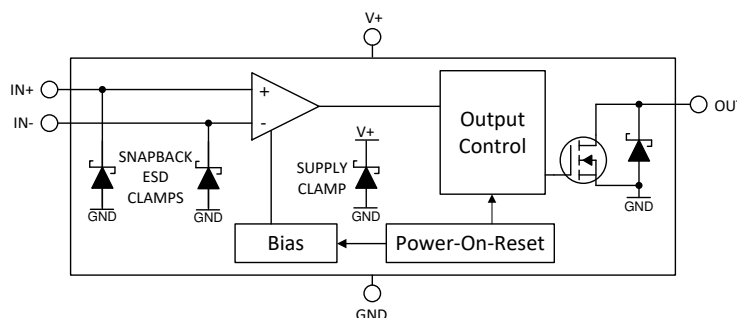 V+
IN+
IN-
+
-
SNAPBACK
ESD
CLAMPS
GND
GND
V+
SUPPLY
CLAMP
GND
Output
Control
OUT
GND
Bias
Power-On-Reset
GND